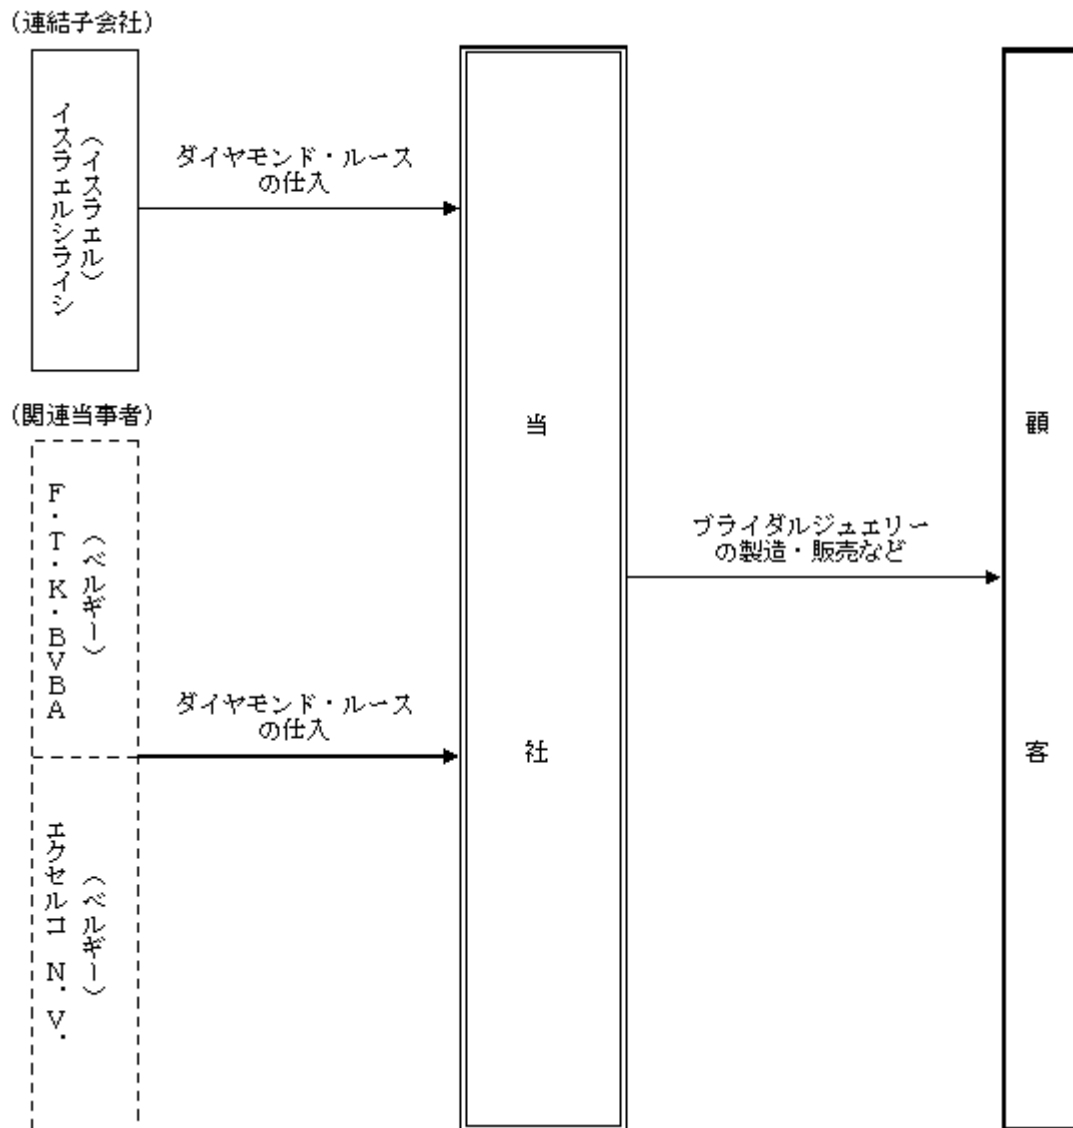 (連結子会社)
(イスラエル)
イスラェルシライシ
ダイヤモンド・ルース
の仕入
(関連当事者)
(ベルギー)
F・T・K・BVBA
ダイヤモンド・ルース
の仕入
(ベルギー)
エクセルコ N.V.
当社
ブライダルジュエリー
の製造・販売など
顧客